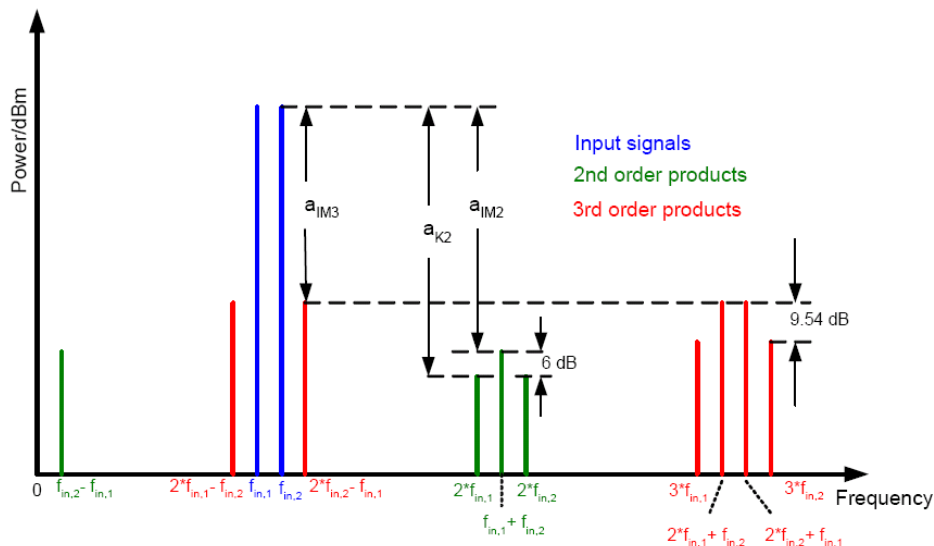 Power/dBm
Input signals
2nd order products
3rd order products
a_IM3
a_K2
a_IM2
6 dB
9.54 dB
0
f_in,2- f_in,1
2*f_in,1- f_in,2
f_in,1
f_in,2
2*f_in,2- f_in,1
2*f_in,1
2*f_in,2
f_in,1+ f_in,2
3*f_in,1
3*f_in,2
Frequency
2*f_in,1+ f_in,2
2*f_in,2+ f_in,1